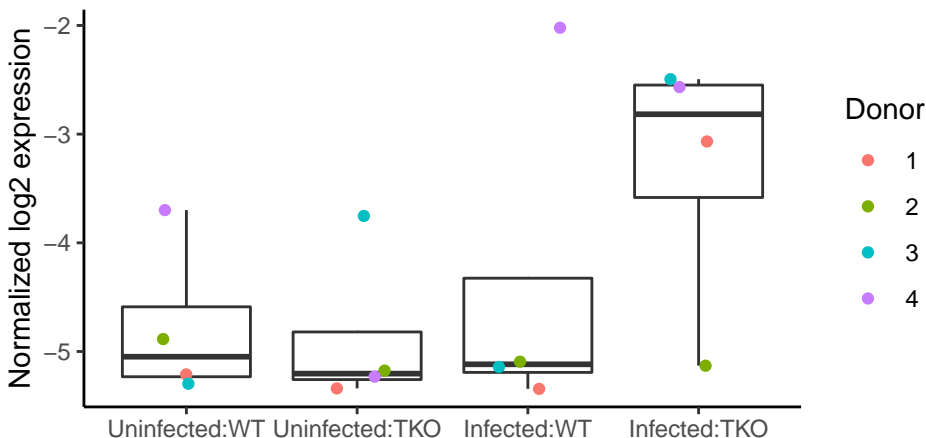 Normalized log2 expression
−2
−3
−4
−5
Uninfected:WT
Uninfected:TKO
Infected:WT
Infected:TKO
Donor
1
2
3
4